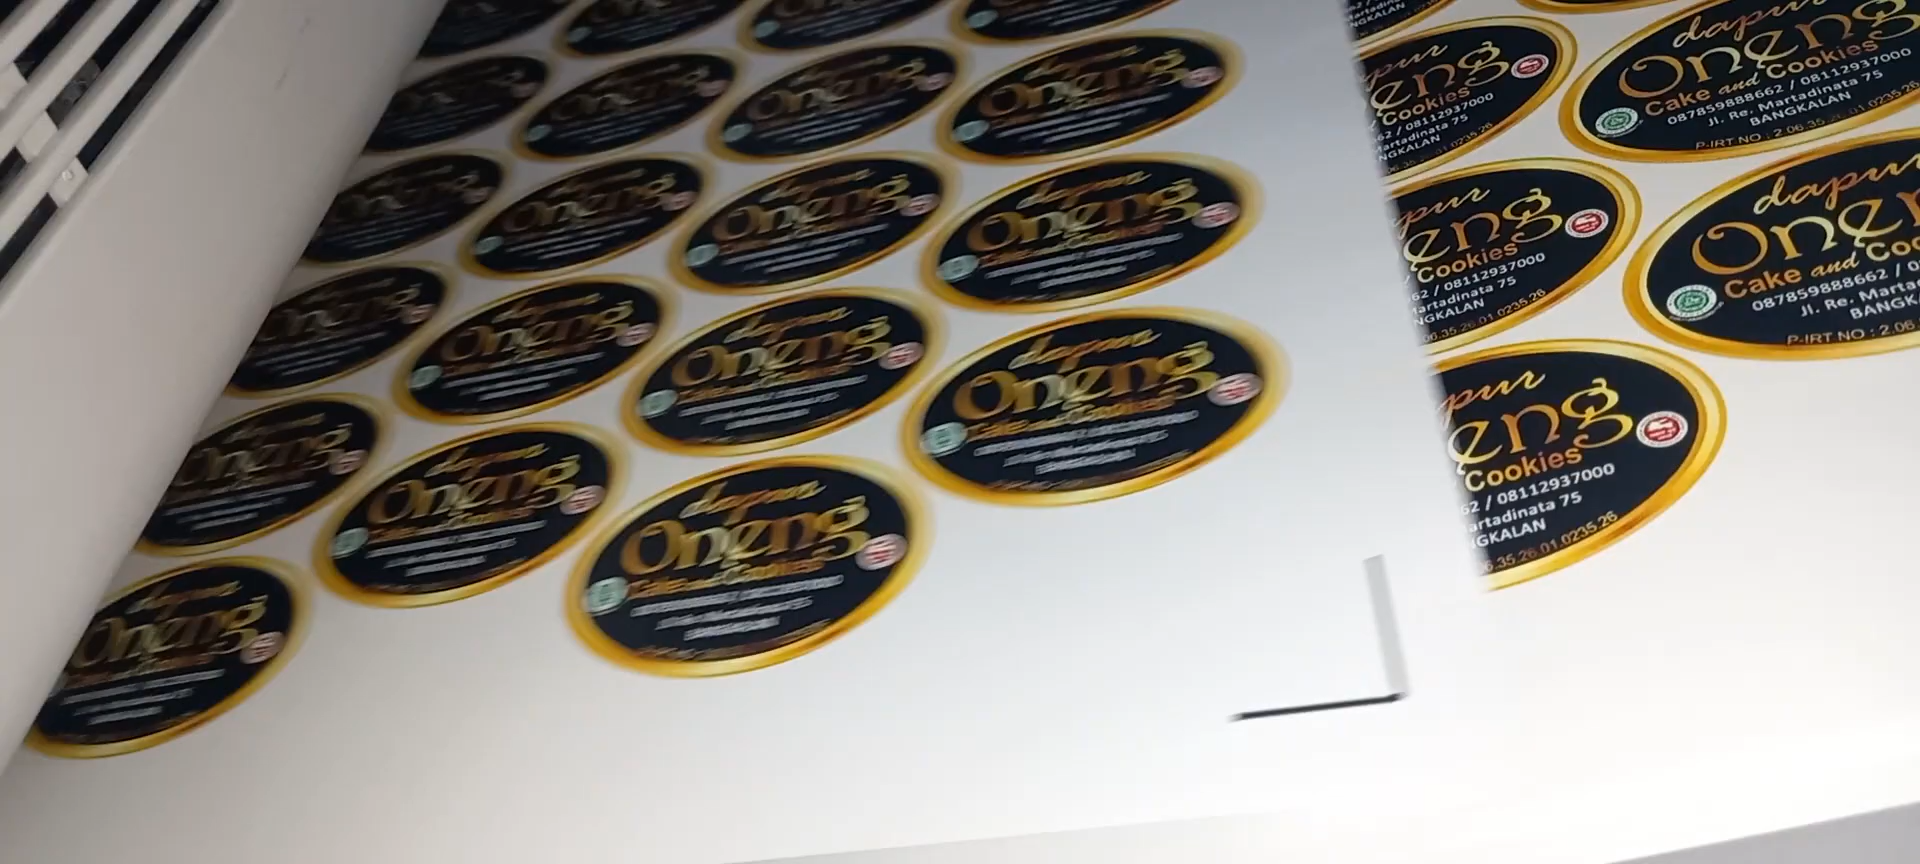 dapur
Oneng
Cake and Cookies
087859888662 / 08112937000
Jl. Re. Martadinata 75
BANGKALAN
P-IRT NO : 2.06.35.26.01.0235.26